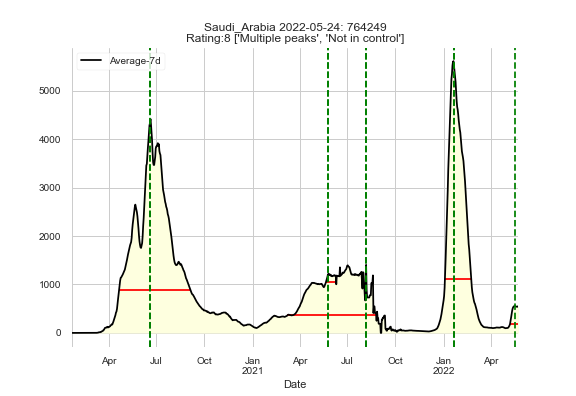 Saudi_Arabia 2022-05-24: 764249
Rating:8 ['Multiple peaks', 'Not in control']
Average-7d
5000
4000
3000
2000
1000
0
Apr Jul Oct Jan Apr Jul Oct Jan Apr
2021 2022
Date